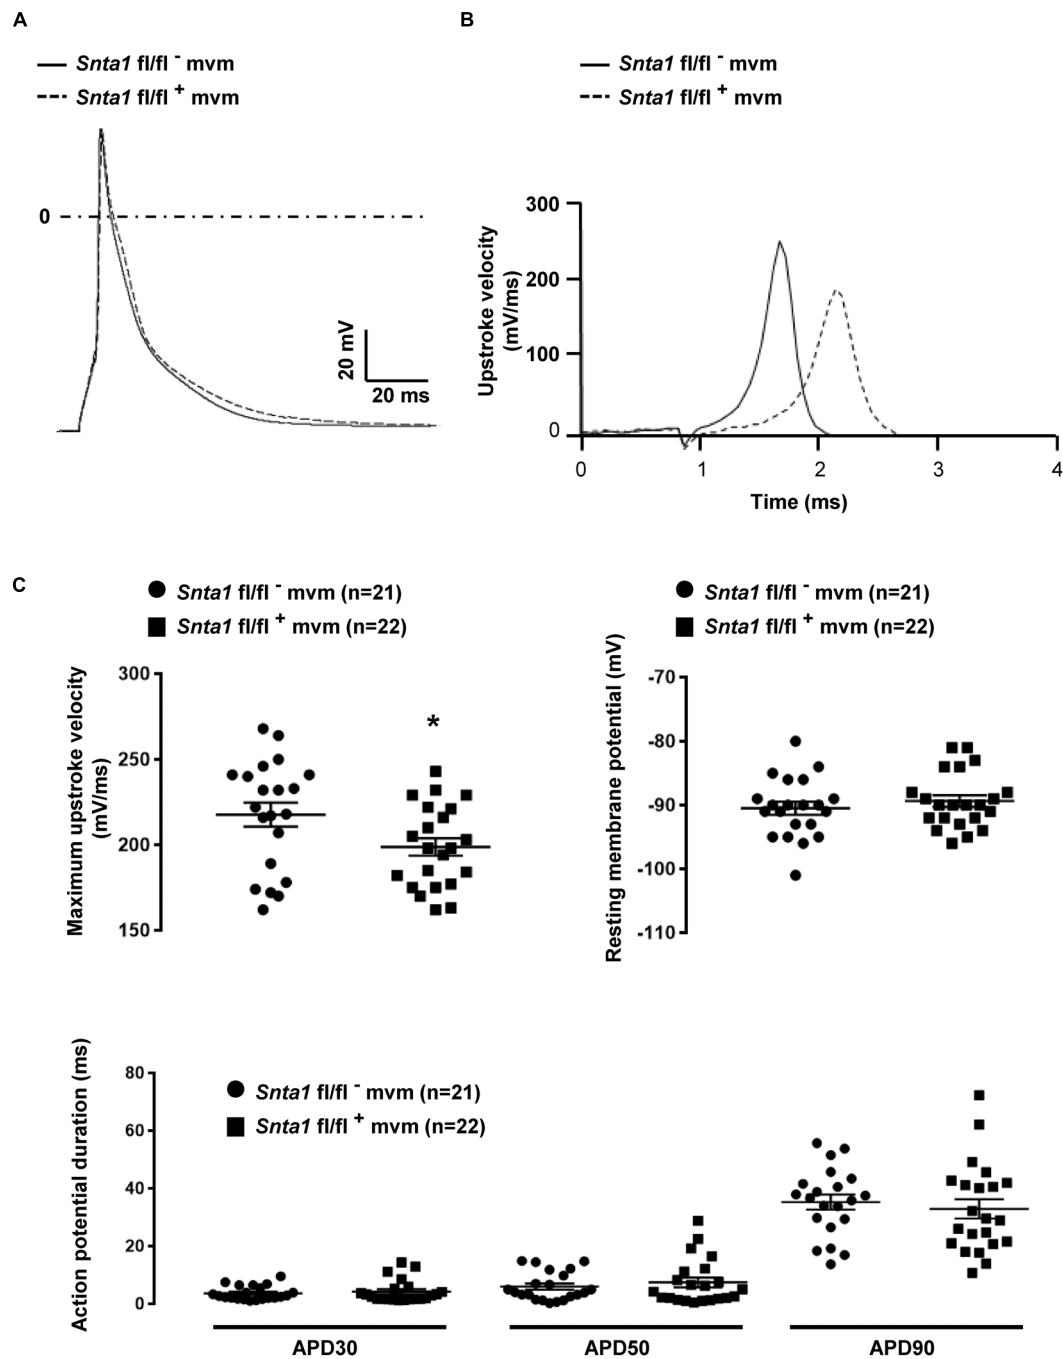 A
Snta1 fl/fl - mvm
Snta1 fl/fl + mvm
0
20 mV
20 ms
B
Snta1 fl/fl - mvm
Snta1 fl/fl + mvm
Upstroke velocity
(mV/ms)
300
200
100
0
0 1 2 3 4
Time (ms)
C
Snta1 fl/fl - mvm (n=21)
Snta1 fl/fl + mvm (n=22)
Maximum upstroke velocity
(mV/ms)
300
250
200
150
*
Snta1 fl/fl - mvm (n=21)
Snta1 fl/fl + mvm (n=22)
Resting membrane potential (mV)
-70
-80
-90
-100
-110
Action potential duration (ms)
80
60
40
20
0
Snta1 fl/fl - mvm (n=21)
Snta1 fl/fl + mvm (n=22)
APD30 APD50 APD90